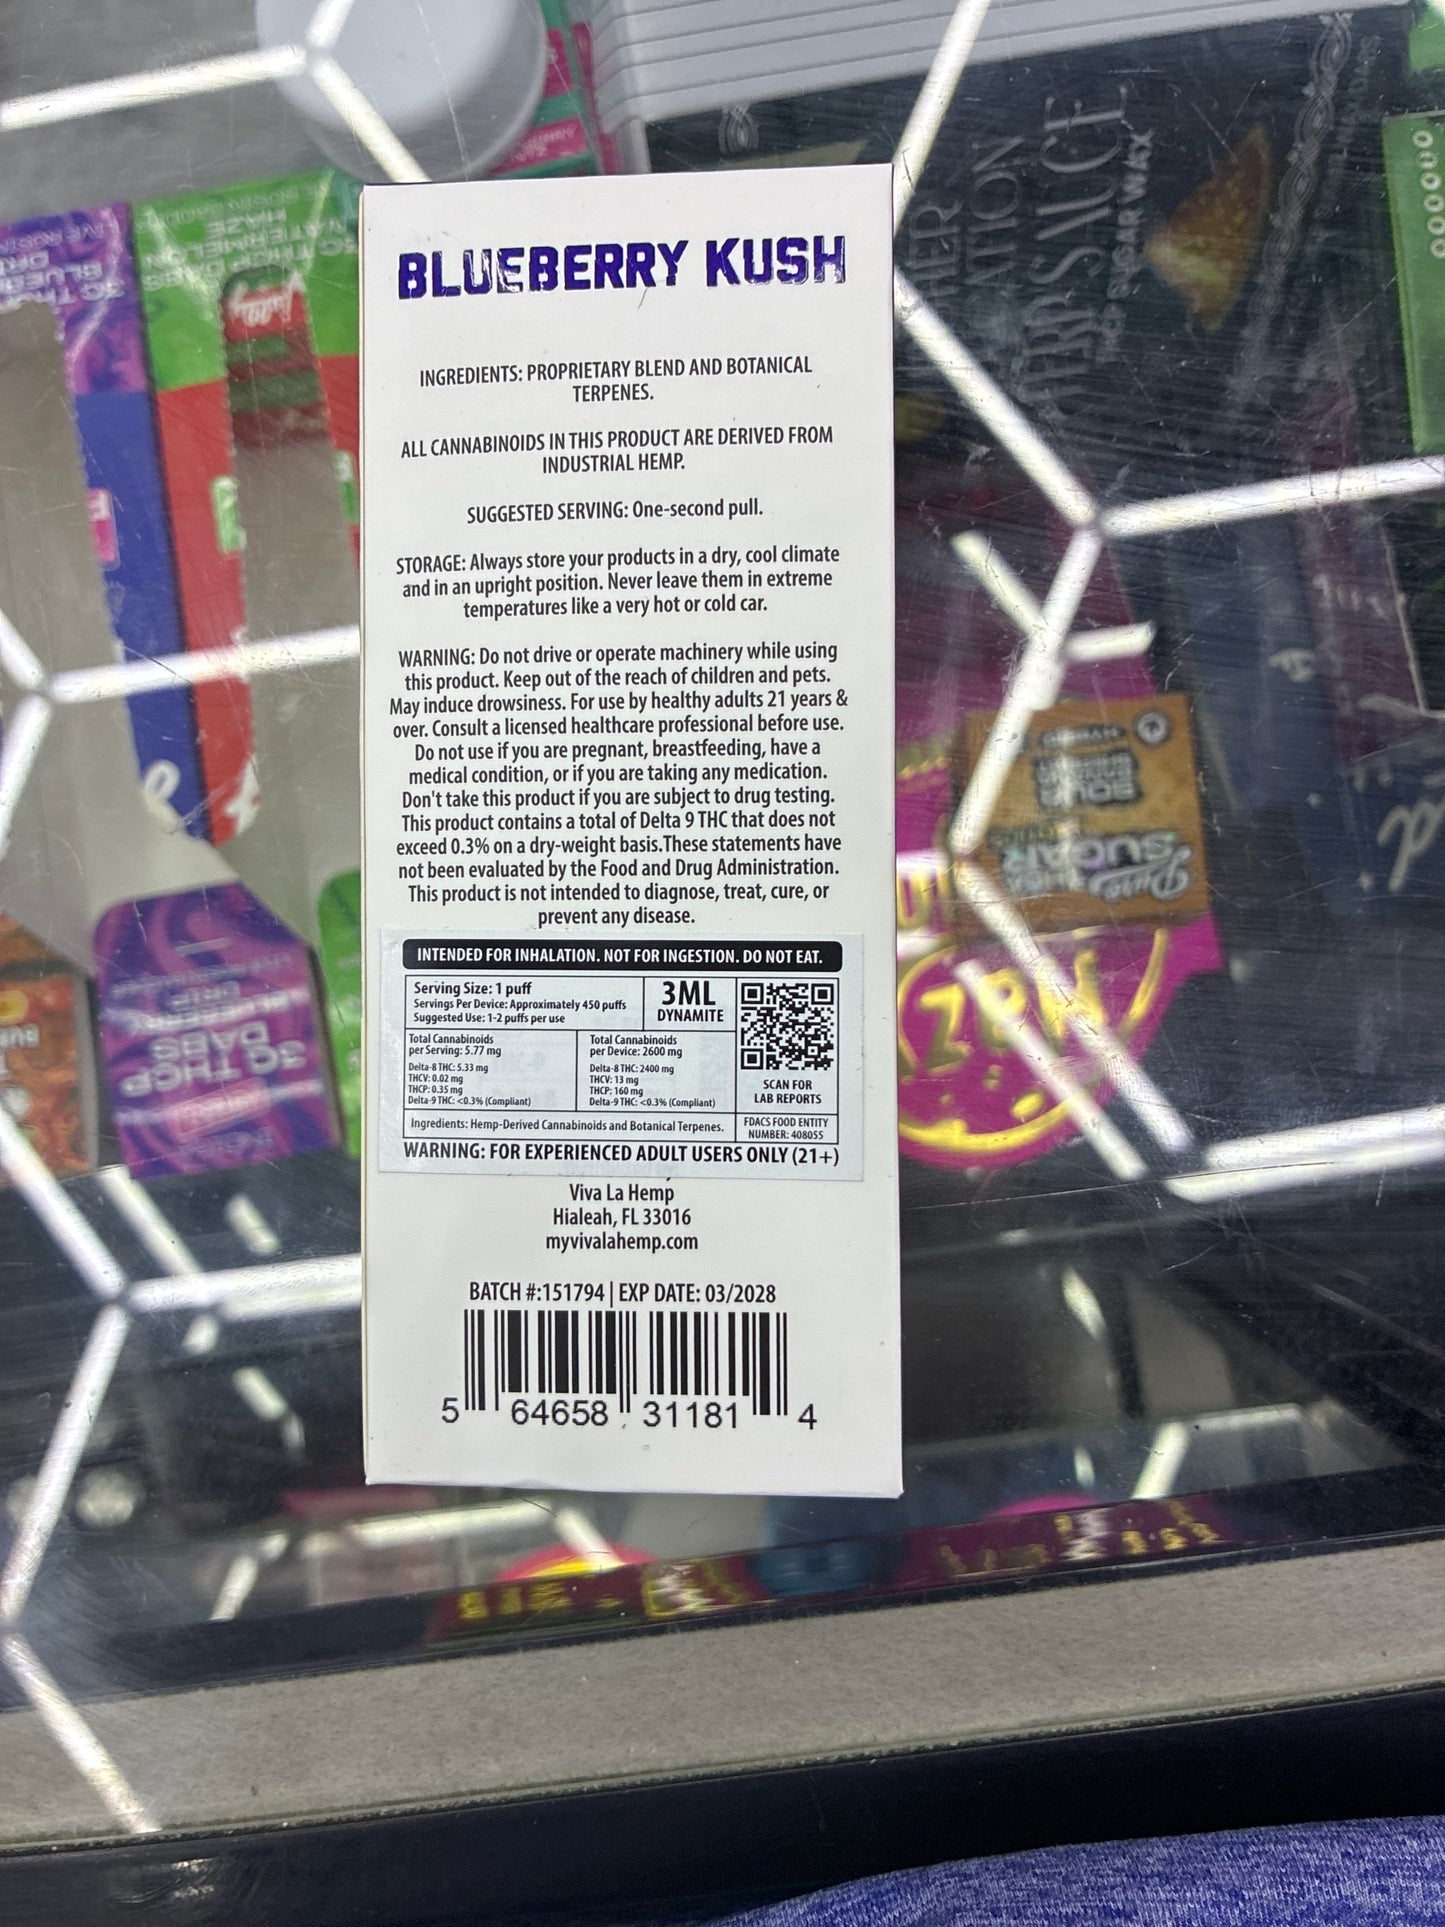 BLUEBERRY KUSH
INGREDIENTS: PROPRIETARY BLEND AND BOTANICAL
TERPENES.
ALL CANNABINOIDS IN THIS PRODUCT ARE DERIVED FROM
INDUSTRIAL HEMP.
SUGGESTED SERVING: One-second pull.
STORAGE: Always store your products in a dry, cool climate
and in an upright position. Never leave them in extreme
temperatures like a very hot or cold car.
WARNING: Do not drive or operate machinery while using
this product. Keep out of the reach of children and pets.
May induce drowsiness. For use by healthy adults 21 years &
over. Consult a licensed healthcare professional before use.
Do not use if you are pregnant, breastfeeding, have a
medical condition, or if you are taking any medication.
Don't take this product if you are subject to drug testing.
This product contains a total of Delta 9 THC that does not
exceed 0.3% on a dry-weight basis.These statements have
not been evaluated by the Food and Drug Administration.
This product is not intended to diagnose, treat, cure, or
prevent any disease.
INTENDED FOR INHALATION. NOT FOR INGESTION. DO NOT EAT.
Serving Size: 1 puff
Servings Per Device: Approximately 450 puffs
Suggested Use: 1-2 puffs per use
3ML
DYNAMITE
Total Cannabinoids
per Serving: 5.77 mg
Delta-8 THC: 5.33 mg
THCV: 0.02 mg
THCP: 0.35 mg
Delta-9 THC: <0.3% (Compliant)
Total Cannabinoids
per Device: 2600 mg
Delta-8 THC: 2400 mg
THCV: 13 mg
THCP: 160 mg
Delta-9 THC: <0.3% (Compliant)
SCAN FOR
LAB REPORTS
Ingredients: Hemp-Derived Cannabinoids and Botanical Terpenes.
FDACS FOOD ENTITY
NUMBER: 408055
WARNING: FOR EXPERIENCED ADULT USERS ONLY (21+)
Viva La Hemp
Hialeah, FL 33016
myvivalahemp.com
BATCH #:151794 | EXP DATE: 03/2028
5 64658 31181 4
SUGAR WAX
3G THCP
DABS
SUGAR